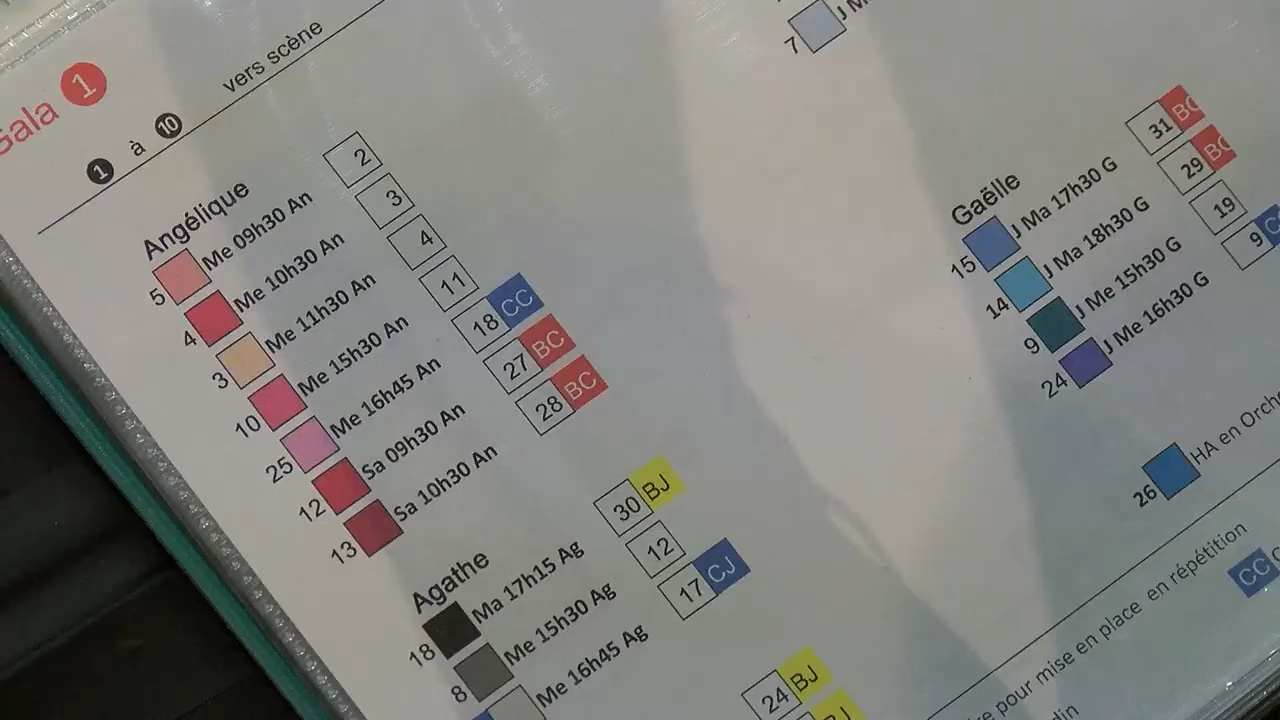 Gala 1
1 à 10 vers scène
Angélique
5 Me 09h30 An 2
4 Me 10h30 An 3
3 Me 11h30 An 4
10 Me 15h30 An 11
25 Me 16h45 An 18 CC
12 Sa 09h30 An 27 BC
13 Sa 10h30 An 28 BC
Agathe
18 Ma 17h15 Ag 30 BJ
8 Me 15h30 Ag 12
Me 16h45 Ag 17 CJ
24 BJ
BJ
7 J
Gaëlle
15 J Ma 17h30 G 31 BC
14 J Ma 18h30 G 29 BC
9 J Me 15h30 G 19
24 J Me 16h30 G 9
26 HA en
pour mise en place en répétition
CC